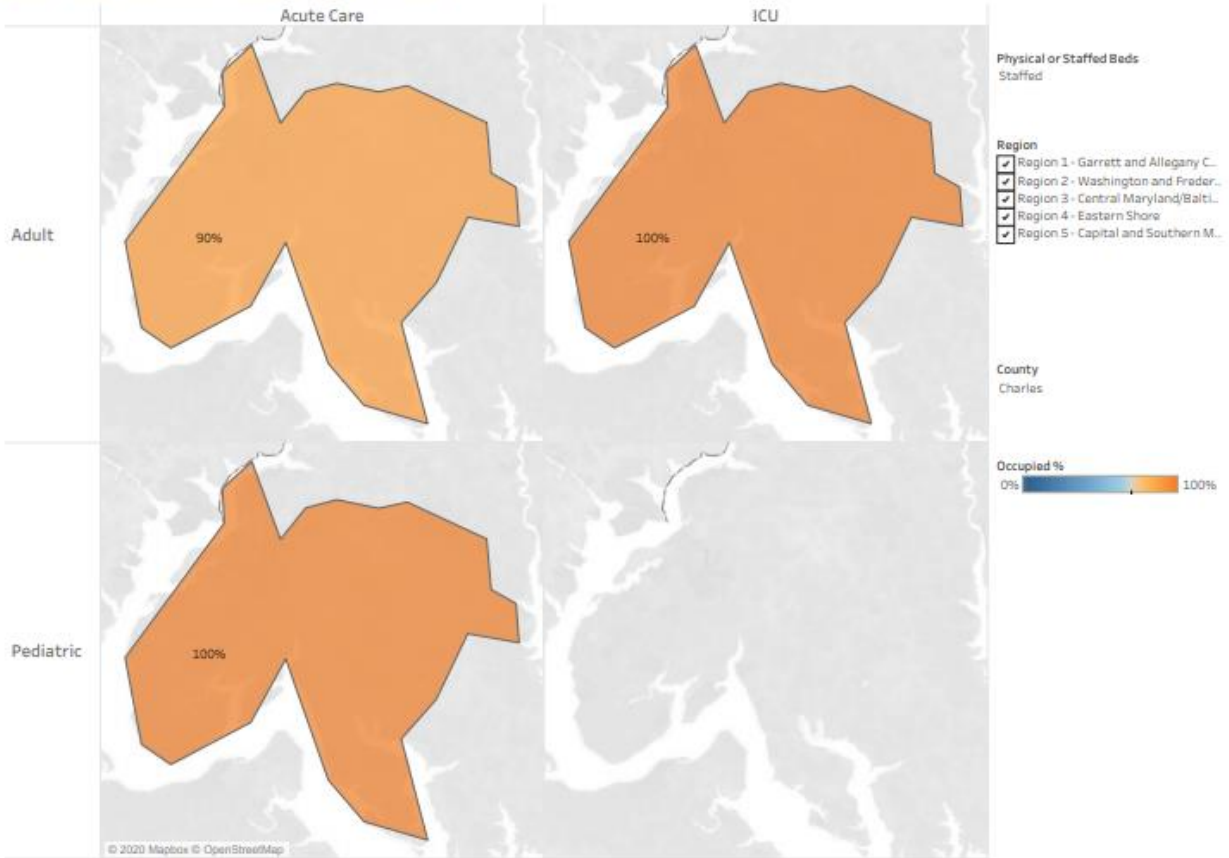 Acute Care
ICU
Physical or Staffed Beds
Staffed
Region
Region 1 - Garrett and Allegany C...
Region 2 - Washington and Freder...
Region 3 - Central Maryland/Balti...
Region 4 - Eastern Shore
Region 5 - Capital and Southern M...
Adult
90%
100%
County
Charles
Occupied %
0%
100%
Pediatric
100%
© 2020 Mapbox © OpenStreetMap